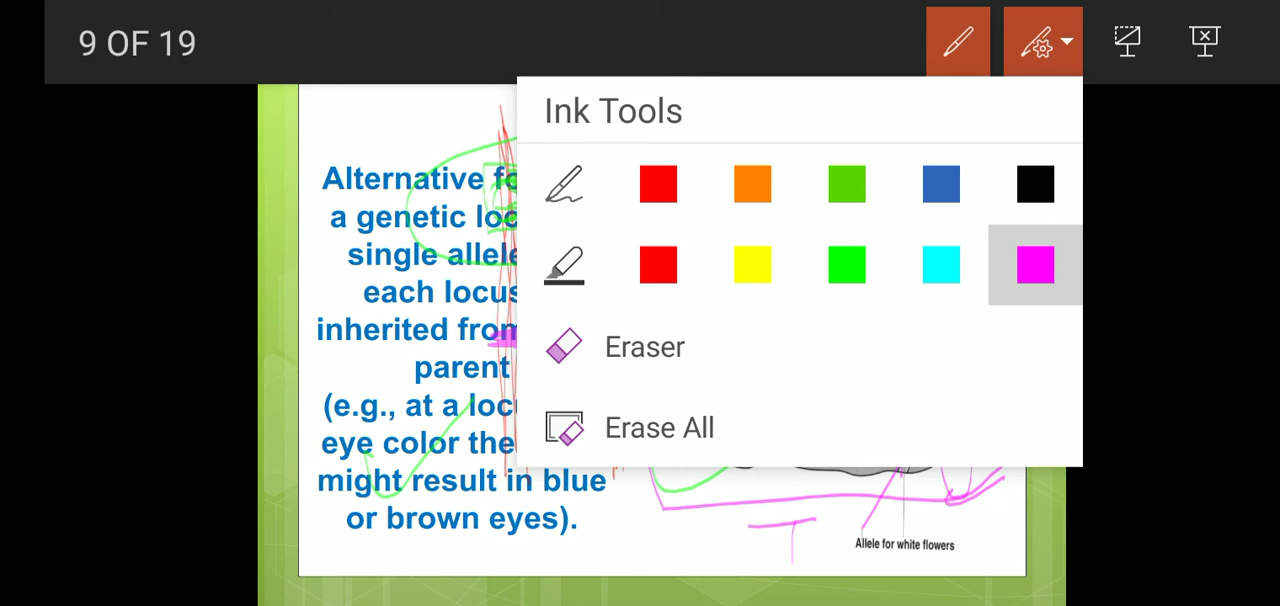 9 OF 19
Ink Tools
Eraser
Erase All
Alternative fo
a genetic loc
single allele
each locus
inherited from
parent
(e.g., at a loc
eye color the
might result in blue
or brown eyes).
T
Allele for white flowers